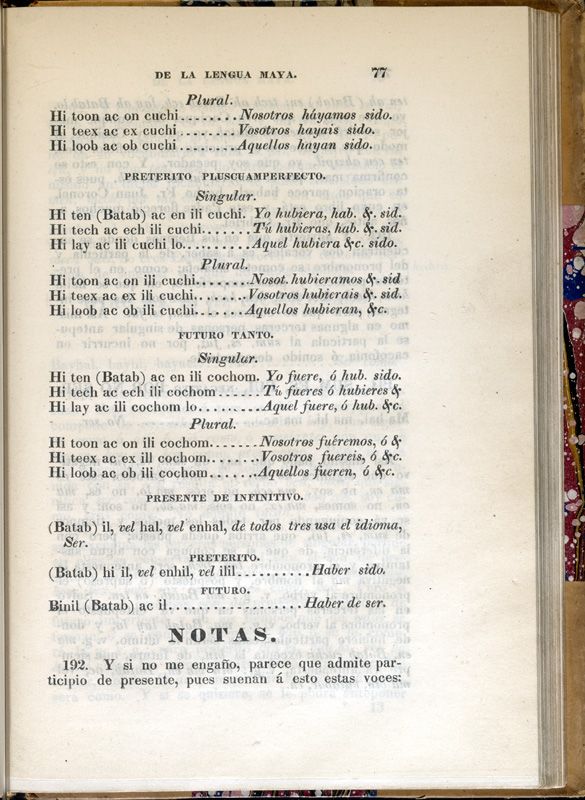 DE LA LENGUA MAYA. 77
Plural.
Hi toon ac on cuchi........Nosotros háyamos sido.
Hi teex ac ex cuchi........Vosotros hayais sido.
Hi loob ac ob cuchi........Aquellos hayan sido.
PRETERITO PLUSCUAMPERFECTO.
Singular.
Hi ten (Batab) ac en ili cuchi. Yo hubiera, hab. &. sid.
Hi tech ac ech ili cuchi.......Tú hubieras, hab. &. sid.
Hi lay ac ili cuchi lo.........Aquel hubiera &c. sido.
Plural.
Hi toon ac on ili cuchi.......Nosot. hubieramos &. sid
Hi teex ac ex ili cuchi.......Vosotros hubierais &. sid.
Hi loob ac ob ili cuchi.......Aquellos hubieran, &c.
FUTURO TANTO.
Singular.
Hi ten (Batab) ac en ili cochom. Yo fuere, ó hub. sido.
Hi tech ac ech ili cochom......Tú fueres ó hubieres &
Hi lay ac ili cochom lo........Aquel fuere, ó hub. &c.
Plural.
Hi toon ac on ili cochom.......Nosotros fuéremos, ó &
Hi teex ac ex ill cochom.......Vosotros fuereis, ó &c.
Hi loob ac ob ili cochom.......Aquellos fueren, ó &c.
PRESENTE DE INFINITIVO.
(Batab) il, vel hal, vel enhal, de todos tres usa el idioma,
Ser.
PRETERITO.
(Batab) hi il, vel enhil, vel ilil..........Haber sido.
FUTURO.
Binil (Batab) ac il..................Haber de ser.
NOTAS.
192. Y si no me engaño, parece que admite par-
ticipio de presente, pues suenan á esto estas voces:
13